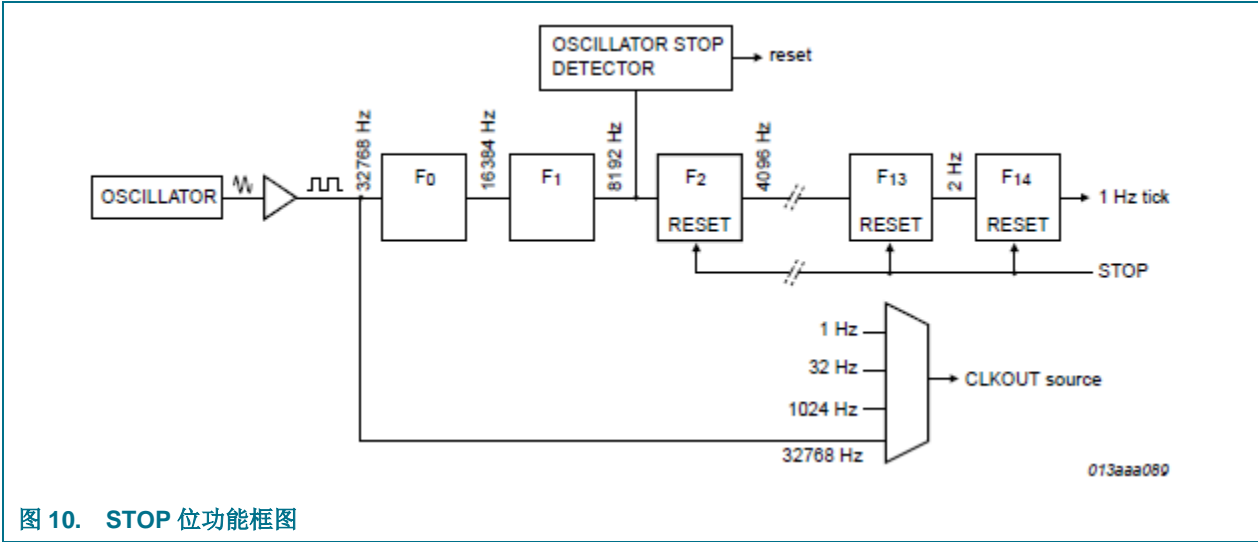 OSCILLATOR STOP
DETECTOR
reset
OSCILLATOR
32768 Hz
F0
16384 Hz
F1
8192 Hz
F2
RESET
4096 Hz
F13
RESET
2 Hz
F14
RESET
1 Hz tick
STOP
1 Hz
32 Hz
1024 Hz
32768 Hz
CLKOUT source
013aaa089
图 10. STOP 位功能框图